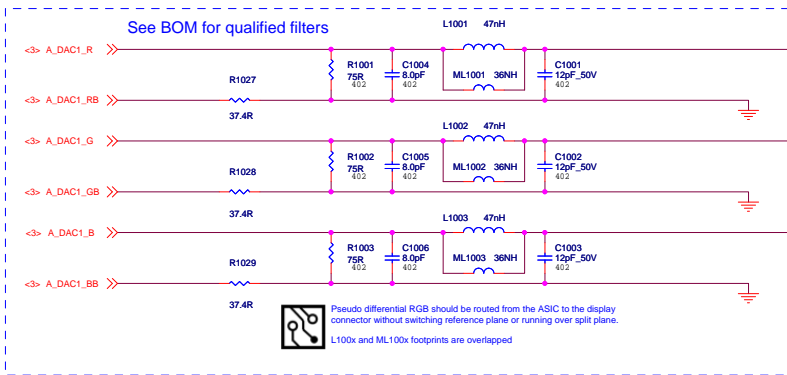 See BOM for qualified filters
L1001 47nH
<3> A_DAC1_R
R1001
75R
402
C1004
8.0pF
402
ML1001 36NH
C1001
12pF_50V
402
R1027
<3> A_DAC1_RB
37.4R
L1002 47nH
<3> A_DAC1_G
R1002
75R
402
C1005
8.0pF
402
ML1002 36NH
C1002
12pF_50V
402
R1028
<3> A_DAC1_GB
37.4R
L1003 47nH
<3> A_DAC1_B
R1003
75R
402
C1006
8.0pF
402
ML1003 36NH
C1003
12pF_50V
402
R1029
<3> A_DAC1_BB
37.4R
Pseudo differential RGB should be routed from the ASIC to the display
connector without switching reference plane or running over split plane.
L100x and ML100x footprints are overlapped